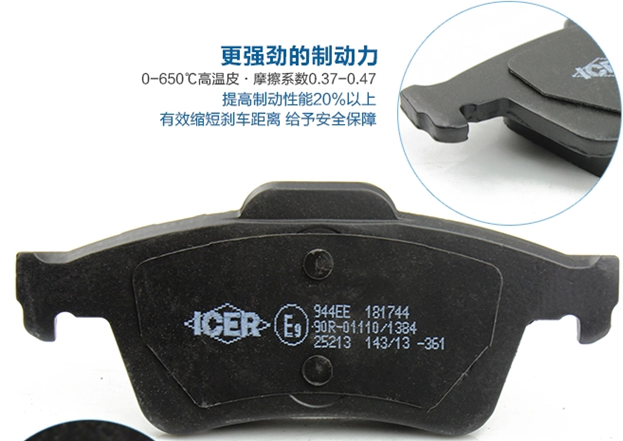 更强劲的制动力
0-650℃高温皮·摩擦系数0.37-0.47
提高制动性能20%以上
有效缩短刹车距离 给予安全保障
ICER
ICER
E9
944EE 181744
90R-01110/1384
25213 143/13 -361